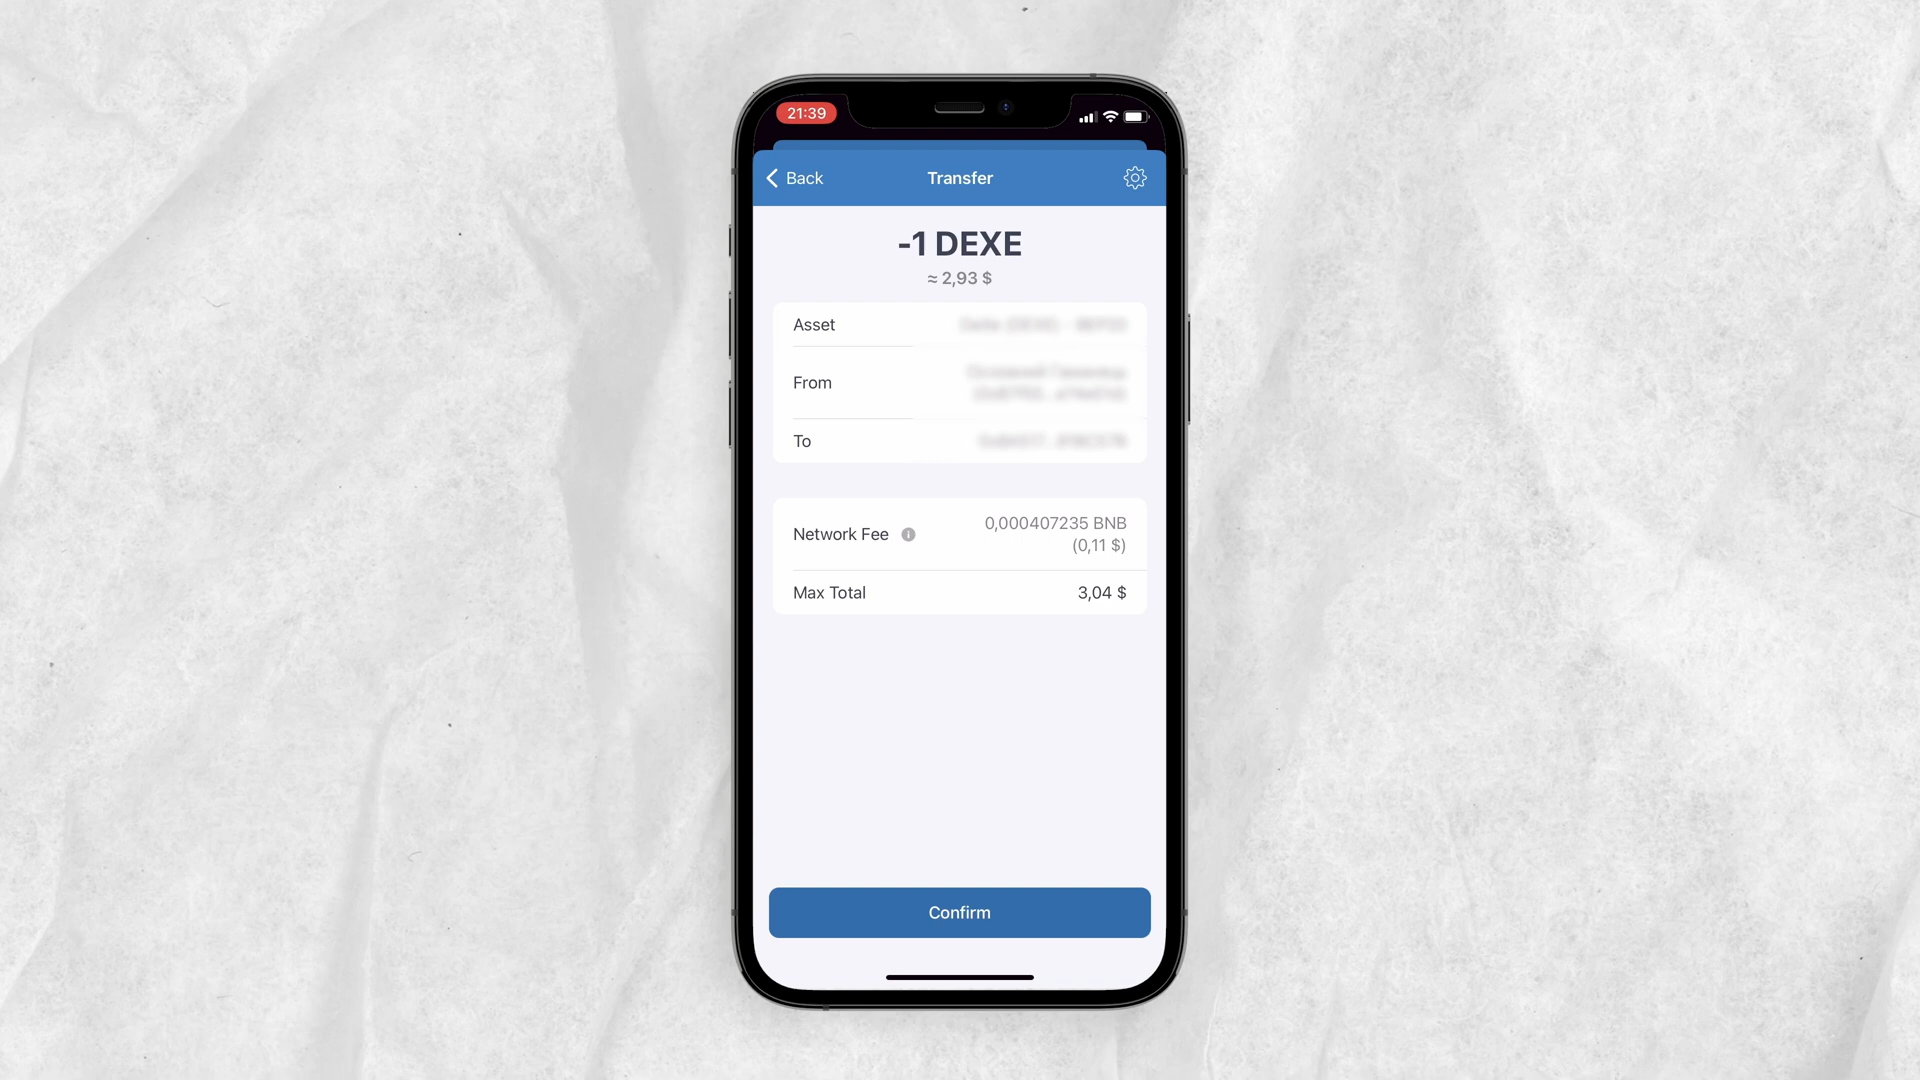 21:39
Back
Transfer
-1 DEXE
≈ 2,93 $
Asset
From
To
Network Fee
0,000407235 BNB
(0,11 $)
Max Total
3,04 $
Confirm